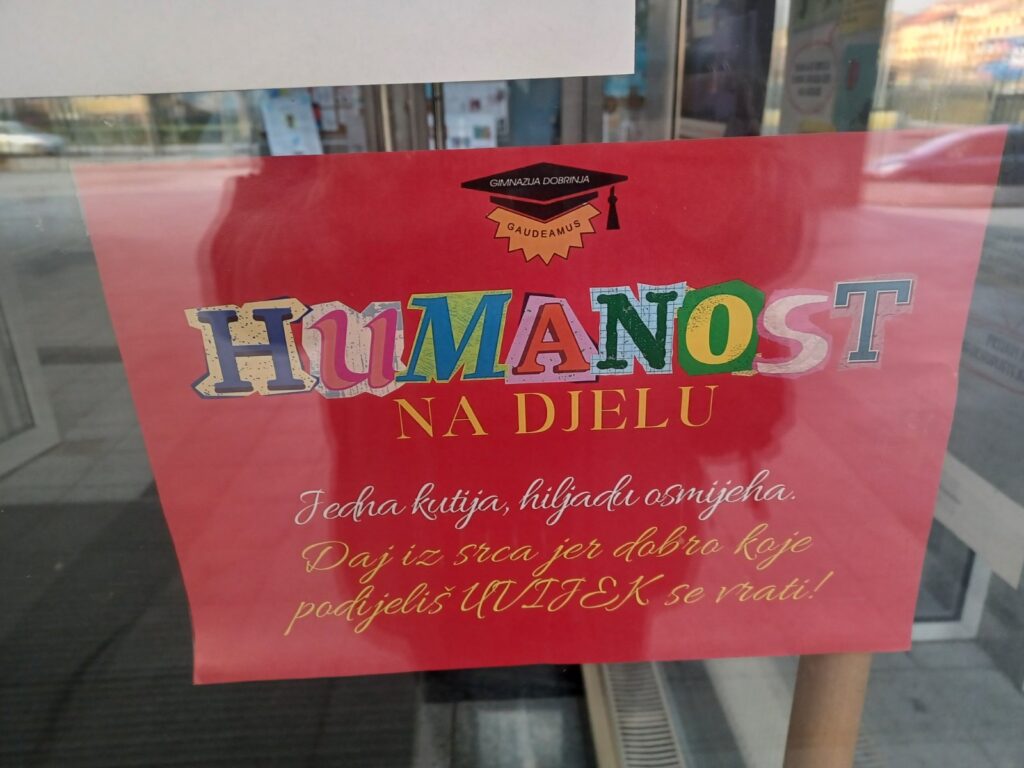 GIMNAZIJA DOBRINJA
GAUDEAMUS
HUMANOST
NA DJELU
Jedna kutija, hiljadu osmijeha.
Daj iz srca jer dobro koje
podijeliš UVIJEK se vrati!